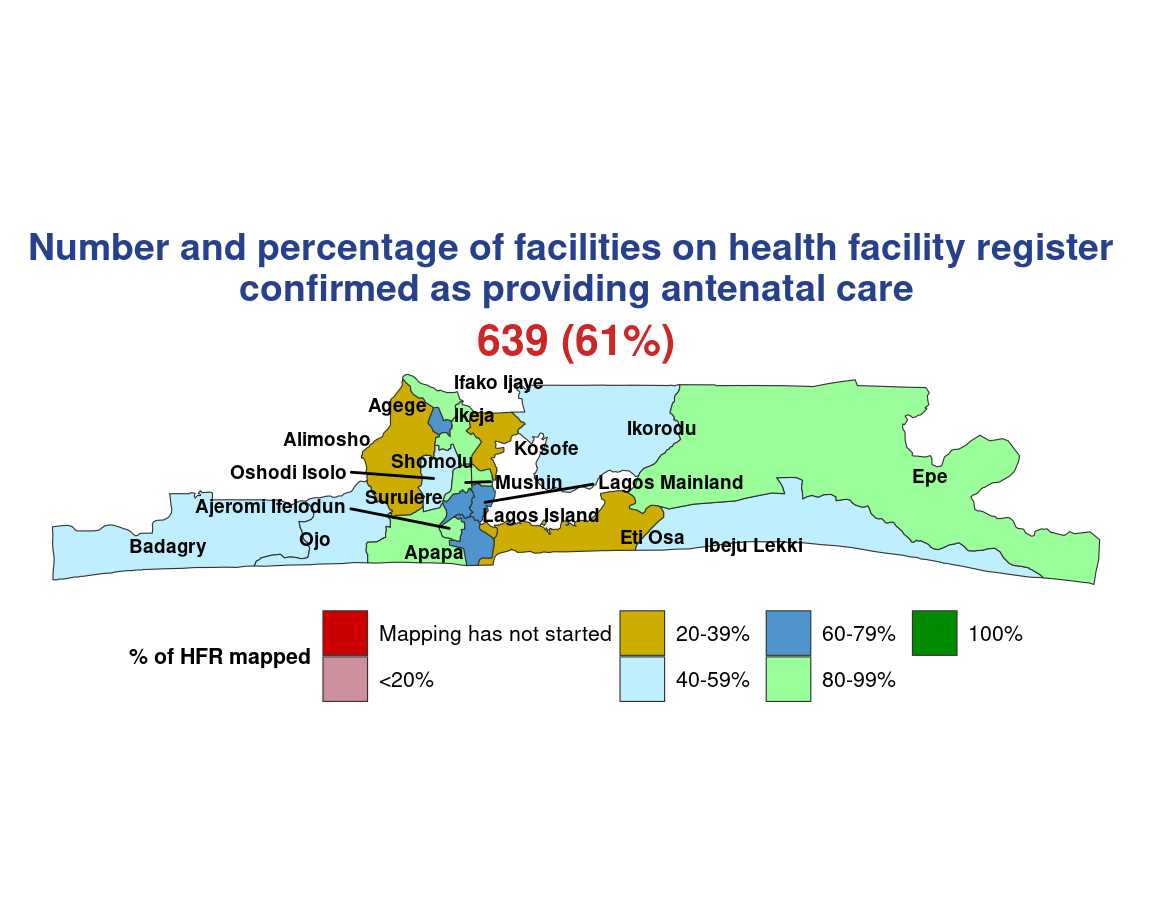 Number and percentage of facilities on health facility register
confirmed as providing antenatal care
639 (61%)
Ifako Ijaye
Agege
Ikeja
Ikorodu
Alimosho
Kosofe
Shomolu
Oshodi Isolo
Epe
Mushin
Lagos Mainland
Surulere
Ajeromi Ifelodun
Lagos Island
Eti Osa
Ojo
Ibeju Lekki
Badagry
Apapa
% of HFR mapped
Mapping has not started
<20%
20-39%
40-59%
60-79%
80-99%
100%